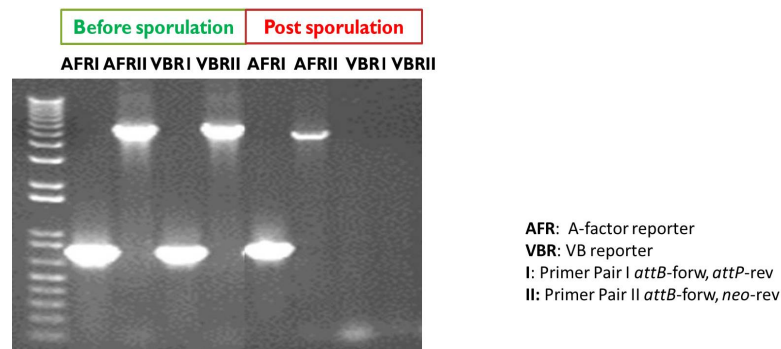 Before sporulation Post sporulation
AFRI AFRII VBRI VBRII AFRI AFRII VBRI VBRII
AFR: A-factor reporter
VBR: VB reporter
I: Primer Pair I attB-forw, attP-rev
II: Primer Pair II attB-forw, neo-rev